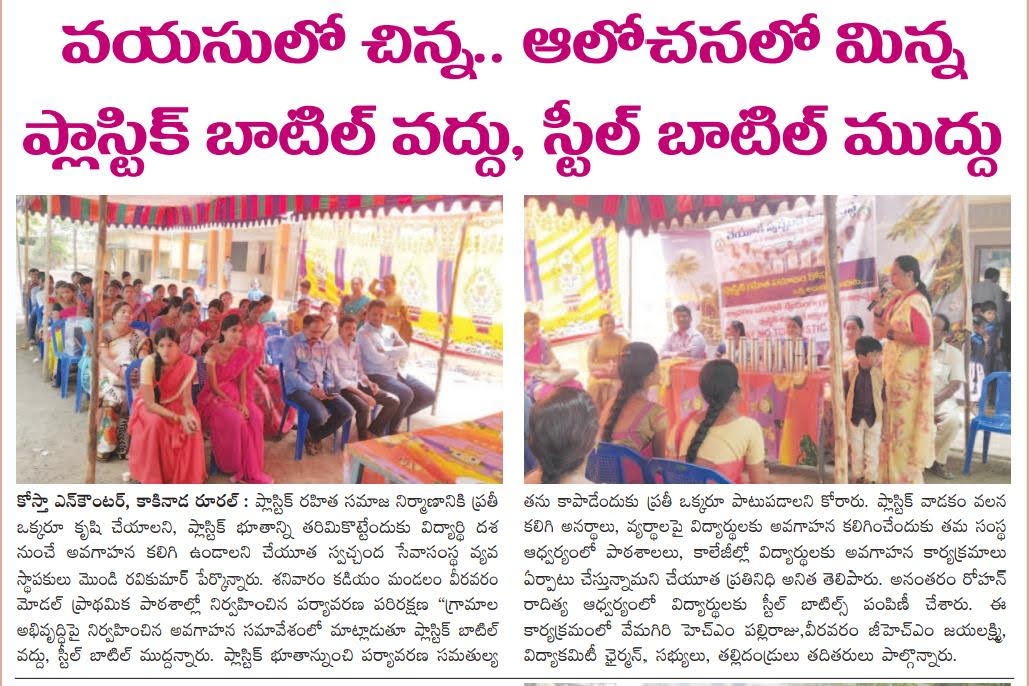 వయసులో చిన్న.. ఆలోచనలో మిన్న
ప్లాస్టిక్ బాటిల్ వద్దు, స్టీల్ బాటిల్ ముద్దు
కోస్తా ఎన్‌కౌంటర్, కాకినాడ రూరల్ : ప్లాస్టిక్ రహిత సమాజ నిర్మాణానికి ప్రతీ
ఒక్కరూ కృషి చేయాలని, ప్లాస్టిక్ భూతాన్ని తరిమికొట్టేందుకు విద్యార్థి దశ
నుంచే అవగాహన కలిగి ఉండాలని చేయూత స్వచ్ఛంద సేవాసంస్థ వ్యవ
స్థాపకులు మొండి రవికుమార్ పేర్కొన్నారు. శనివారం కడియం మండలం వీరవరం
మోడల్ ప్రాథమిక పాఠశాల్లో నిర్వహించిన పర్యావరణ పరిరక్షణ “గ్రామాల
అభివృద్ధిపై నిర్వహించిన అవగాహన సమావేశంలో మాట్లాడుతూ ప్లాస్టిక్ బాటిల్
వద్దు, స్టీల్ బాటిల్ ముద్దన్నారు. ప్లాస్టిక్ భూతాన్నుంచి పర్యావరణ సమతుల్య
తను కాపాడేందుకు ప్రతీ ఒక్కరూ పాటుపడాలని కోరారు. ప్లాస్టిక్ వాడకం వలన
కలిగి అనర్థాలు, వ్యర్థాలపై విద్యార్థులకు అవగాహన కలిగించేందుకు తమ సంస్థ
ఆధ్వర్యంలో పాఠశాలలు, కాలేజీల్లో విద్యార్థులకు అవగాహన కార్యక్రమాలు
ఏర్పాటు చేస్తున్నామని చేయూత ప్రతినిధి అనిత తెలిపారు. అనంతరం రోహన్
రాదిత్య ఆధ్వర్యంలో విద్యార్థులకు స్టీల్ బాటిల్స్ పంపిణీ చేశారు. ఈ
కార్యక్రమంలో వేమగిరి హెచ్ఎం పల్లిరాజు,వీరవరం జీహెచ్ఎం జయలక్ష్మి,
విద్యాకమిటీ ఛైర్మన్, సభ్యులు, తల్లిదండ్రులు తదితరులు పాల్గొన్నారు.